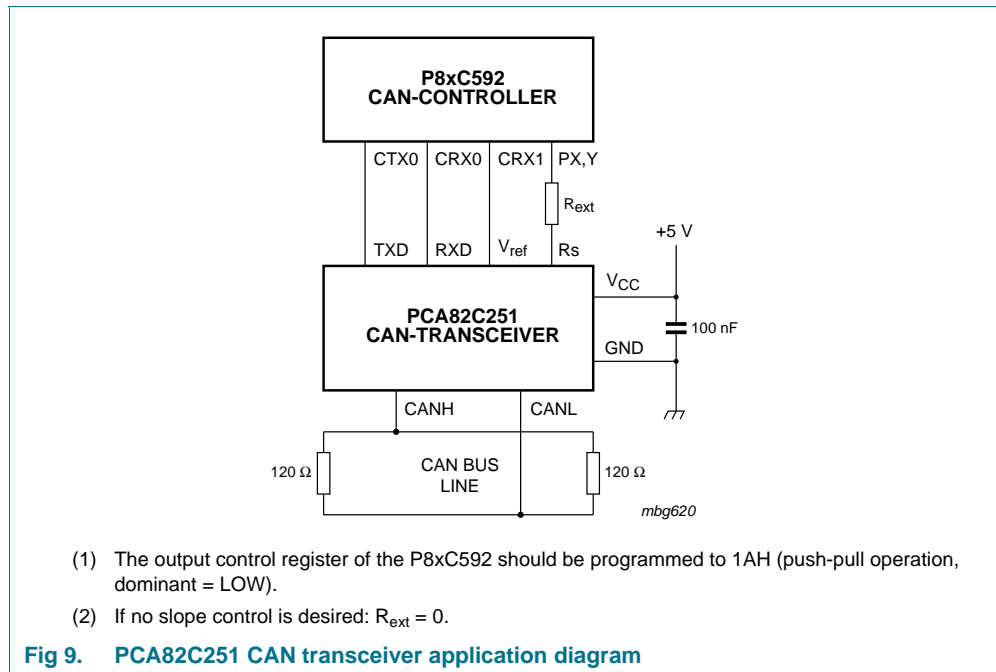 P8xC592
CAN-CONTROLLER
CTX0 CRX0 CRX1 PX,Y
Rext
+5 V
TXD RXD Vref Rs
VCC
PCA82C251
CAN-TRANSCEIVER
100 nF
GND
CANH CANL
120 Ω CAN BUS 120 Ω
LINE
mbg620
(1) The output control register of the P8xC592 should be programmed to 1AH (push-pull operation,
dominant = LOW).
(2) If no slope control is desired: Rext = 0.
Fig 9. PCA82C251 CAN transceiver application diagram